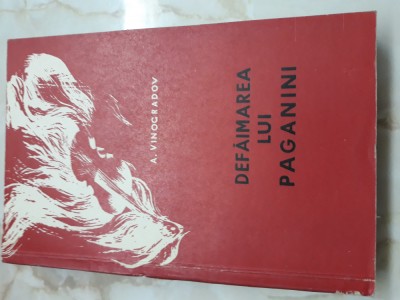 A. VINOGRADOV
DEFĂIMAREA
LUI
PAGANINI